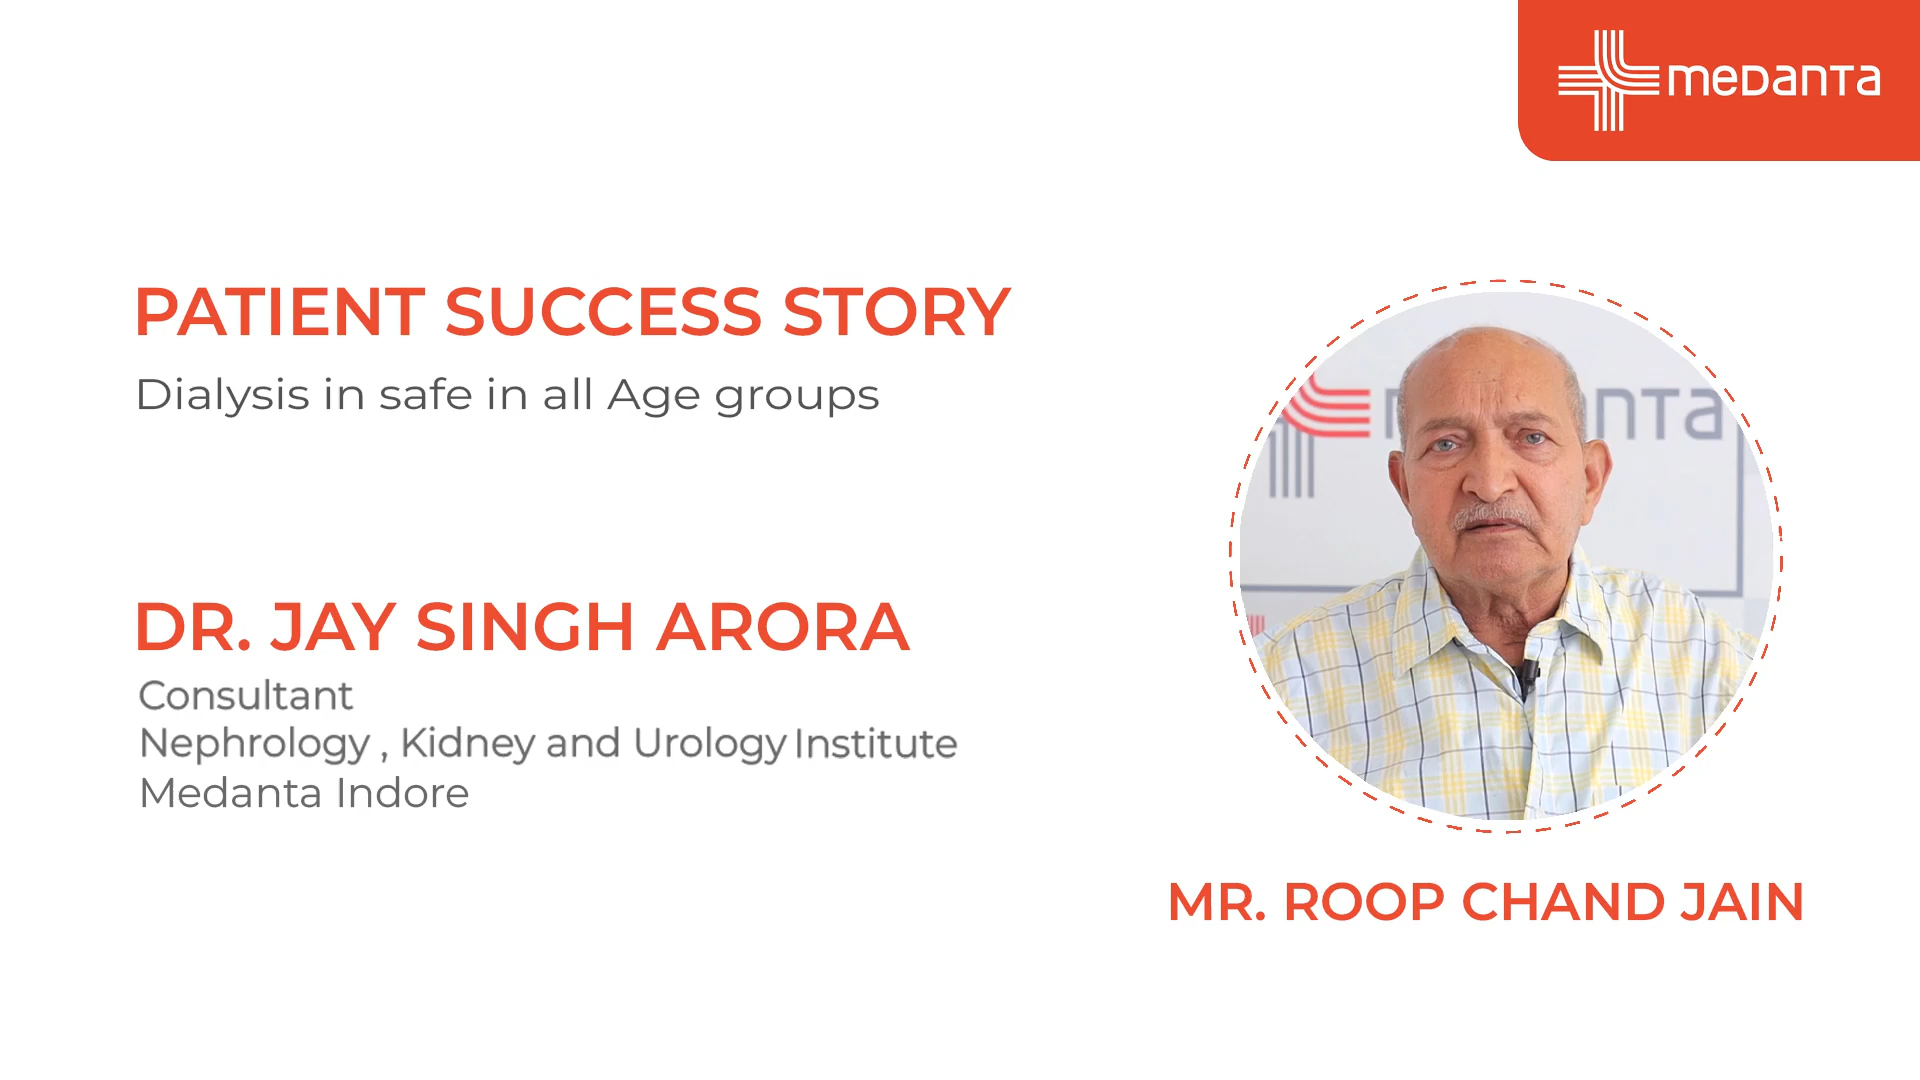 medanta
PATIENT SUCCESS STORY
Dialysis in safe in all Age groups
DR. JAY SINGH ARORA
Consultant
Nephrology , Kidney and Urology Institute
Medanta Indore
MR. ROOP CHAND JAIN